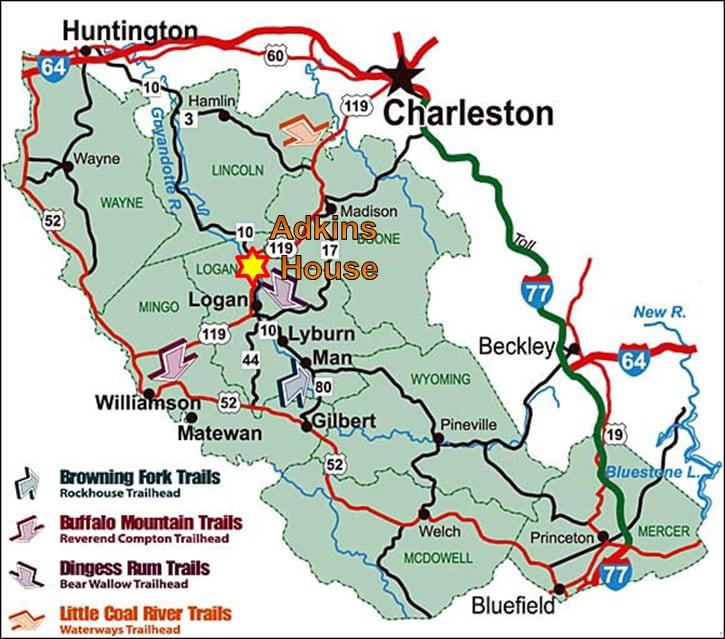 Huntington
64
60
10
Hamlin
3
119
Charleston
Guyandotte R.
Wayne
LINCOLN
WAYNE
52
Madison
10
Adkins
119
17
BOONE
House
LOGAN
Toll
77
MINGO
Logan
New R.
119
10
Lyburn
Beckley
64
44
Man
80
WYOMING
Williamson
52
Gilbert
Matewan
Pineville
19
52
Bluestone L.
Browning Fork Trails
Rockhouse Trailhead
Buffalo Mountain Trails
Reverend Compton Trailhead
Welch
Princeton
MERCER
Dingess Rum Trails
Bear Wallow Trailhead
MCDOWELL
77
Bluefield
Little Coal River Trails
Waterways Trailhead